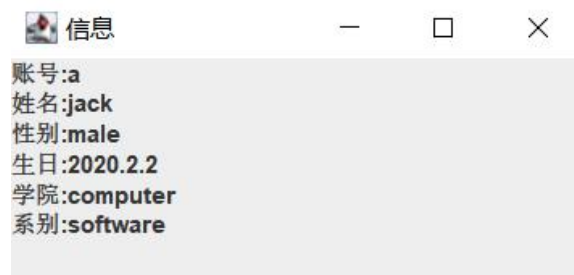 信息
账号:a
姓名:jack
性别:male
生日:2020.2.2
学院:computer
系别:software